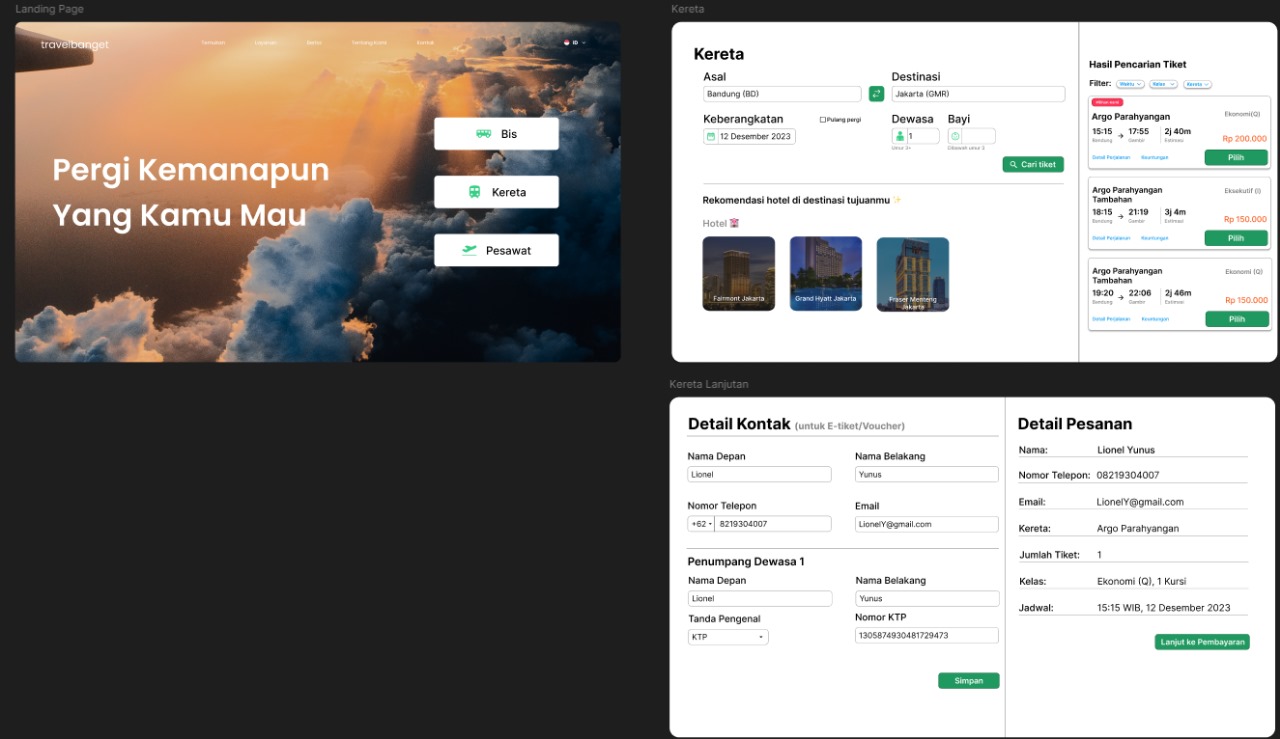 Landing Page
travelbanget
Layanan
Berita
Tentang Kami
Kontak
ID
Pergi Kemanapun
Yang Kamu Mau
Bis
Kereta
Pesawat
Kereta
Kereta
Asal
Destinasi
Bandung (BD)
Jakarta (GMR)
Keberangkatan
Pulang pergi
Dewasa
Bayi
12 Desember 2023
1
Umur 3+
Dibawah umur 3
Cari tiket
Rekomendasi hotel di destinasi tujuanmu
Hotel
Fairmont Jakarta
Grand Hyatt Jakarta
Fraser Menteng
Jakarta
Hasil Pencarian Tiket
Filter:
Waktu
Kelas
Kereta
Argo Parahyangan
Ekonomi(Q)
15:15
17:55
2j 40m
Bandung
Gambir
Estimasi
Rp 200.000
Detail Perjalanan
Keuntungan
Pilih
Argo Parahyangan
Tambahan
Eksekutif (I)
18:15
21:19
3j 4m
Bandung
Gambir
Estimasi
Rp 150.000
Detail Perjalanan
Keuntungan
Pilih
Argo Parahyangan
Tambahan
Ekonomi (Q)
19:20
22:06
2j 46m
Bandung
Gambir
Estimasi
Rp 150.000
Detail Perjalanan
Keuntungan
Pilih
Kereta Lanjutan
Detail Kontak (untuk E-tiket/Voucher)
Nama Depan
Nama Belakang
Lionel
Yunus
Nomor Telepon
Email
+62
8219304007
LionelY@gmail.com
Penumpang Dewasa 1
Nama Depan
Nama Belakang
Lionel
Yunus
Tanda Pengenal
Nomor KTP
KTP
1305874930481729473
Simpan
Detail Pesanan
Nama: Lionel Yunus
Nomor Telepon: 08219304007
Email: LionelY@gmail.com
Kereta: Argo Parahyangan
Jumlah Tiket: 1
Kelas: Ekonomi (Q), 1 Kursi
Jadwal: 15:15 WIB, 12 Desember 2023
Lanjut ke Pembayaran